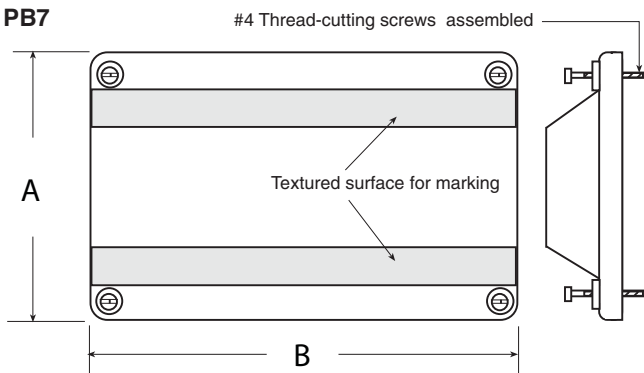 PB7
#4 Thread-cutting screws assembled
A
Textured surface for marking
B